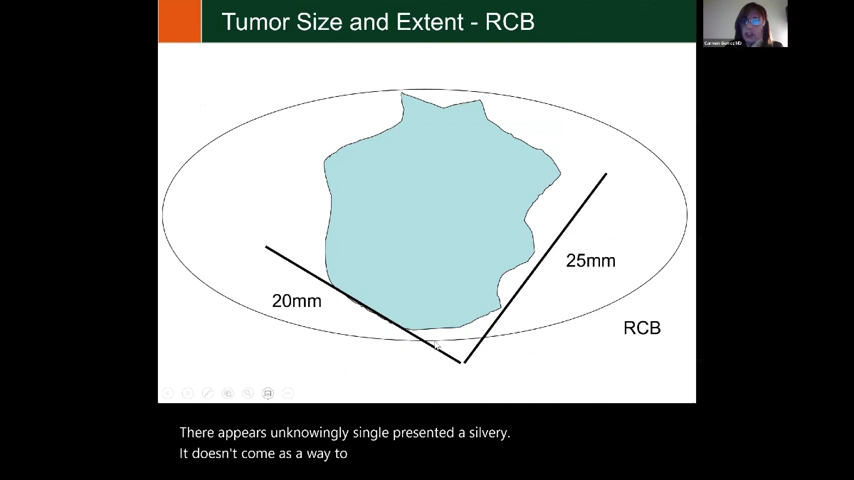 Tumor Size and Extent - RCB
25mm
20mm
RCB
There appears unknowingly single presented a silvery.
It doesn't come as a way to